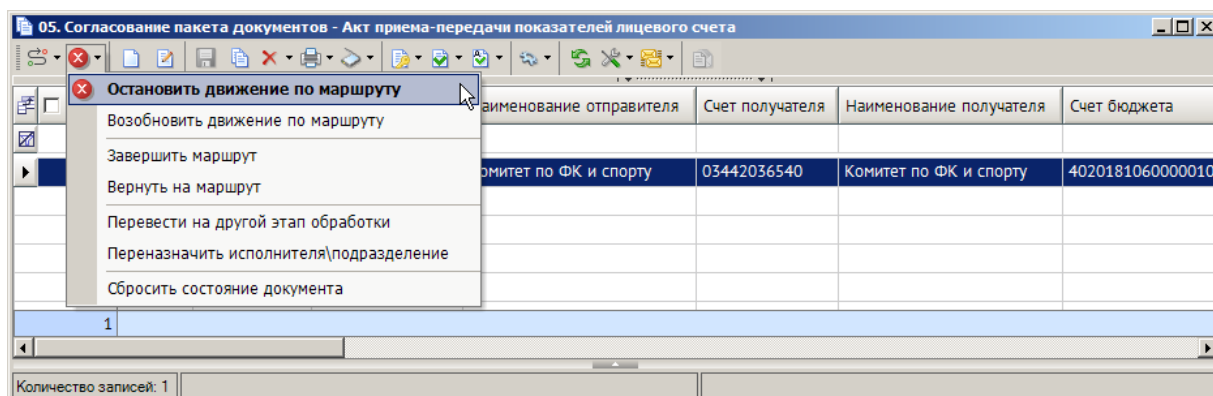 05. Согласование пакета документов - Акт приема-передачи показателей лицевого счета
Остановить движение по маршруту
Возобновить движение по маршруту
Завершить маршрут
Вернуть на маршрут
Перевести на другой этап обработки
Переназначить исполнителя\подразделение
Сбросить состояние документа
аименование отправителя Счет получателя Наименование получателя Счет бюджета
омитет по ФК и спорту 03442036540 Комитет по ФК и спорту 4020181060000010
1
Количество записей: 1